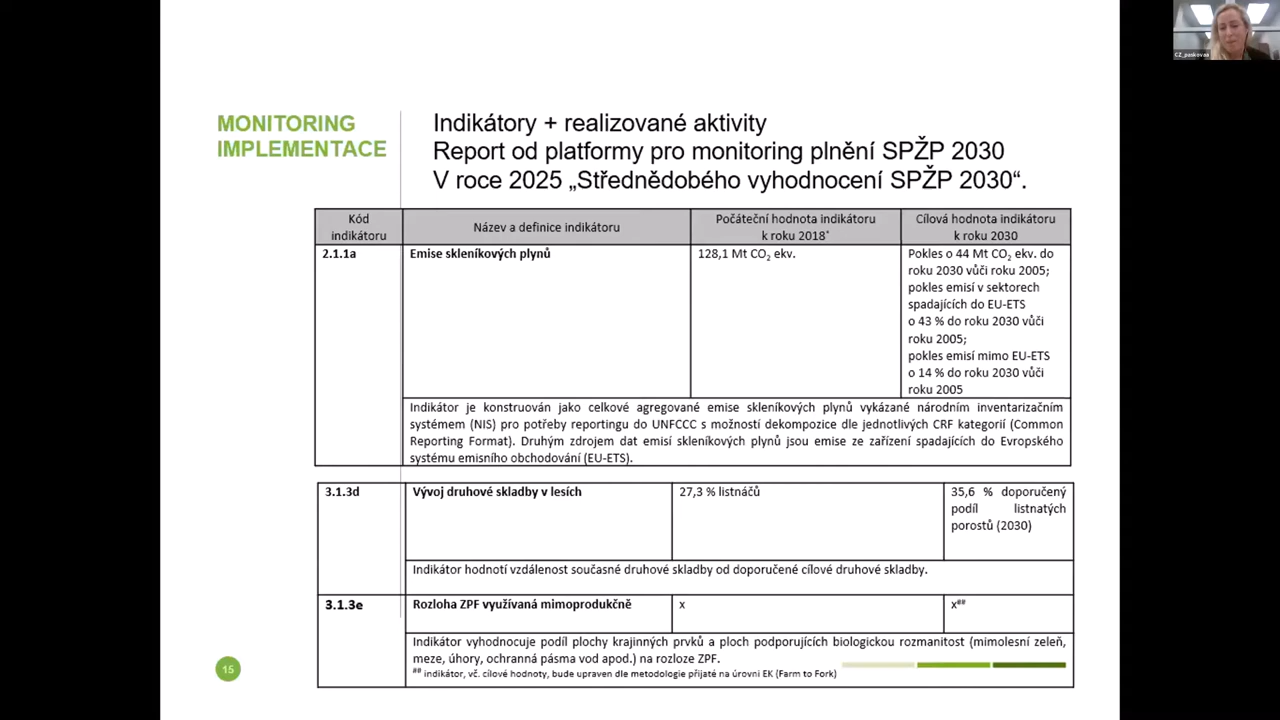 MONITORING
IMPLEMENTACE
Indikátory + realizované aktivity
Report od platformy pro monitoring plnění SPŽP 2030
V roce 2025 „Střednědobého vyhodnocení SPŽP 2030“.
Kód
indikátoru
Název a definice indikátoru
Počáteční hodnota indikátoru
k roku 2018*
Cílová hodnota indikátoru
k roku 2030
2.1.1a
Emise skleníkových plynů
128,1 Mt CO₂ ekv.
Pokles o 44 Mt CO₂ ekv. do
roku 2030 vůči roku 2005;
pokles emisí v sektorech
spadajících do EU-ETS
o 43 % do roku 2030 vůči
roku 2005;
pokles emisí mimo EU-ETS
o 14 % do roku 2030 vůči
roku 2005
Indikátor je konstruován jako celkové agregované emise skleníkových plynů vykázané národním inventarizačním
systémem (NIS) pro potřeby reportingu do UNFCCC s možností dekompozice dle jednotlivých CRF kategorií (Common
Reporting Format). Druhým zdrojem dat emisí skleníkových plynů jsou emise ze zařízení spadajících do Evropského
systému emisního obchodování (EU-ETS).
3.1.3d
Vývoj druhové skladby v lesích
27,3 % listnáčů
35,6 % doporučený
podíl listnatých
porostů (2030)
Indikátor hodnotí vzdálenost současné druhové skladby od doporučené cílové druhové skladby.
3.1.3e
Rozloha ZPF využívaná mimoprodukčně
x
x##
Indikátor vyhodnocuje podíl plochy krajinných prvků a ploch podporujících biologickou rozmanitost (mimolesní zeleň,
meze, úhory, ochranná pásma vod apod.) na rozloze ZPF.
## indikátor, vč. cílové hodnoty, bude upraven dle metodologie přijaté na úrovni EK (Farm to Fork)
15